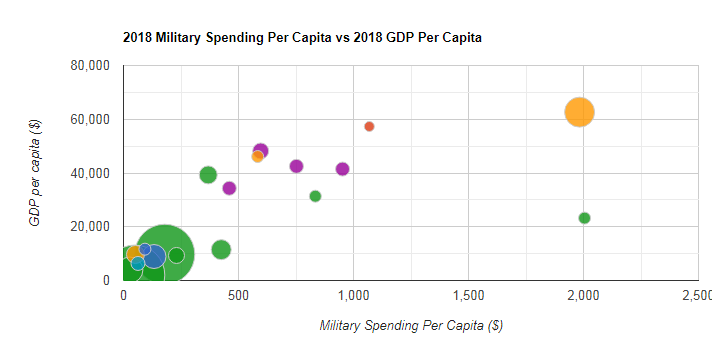 2018 Military Spending Per Capita vs 2018 GDP Per Capita
80,000
60,000
40,000
20,000
0
GDP per capita ($)
0 500 1,000 1,500 2,000 2,500
Military Spending Per Capita ($)